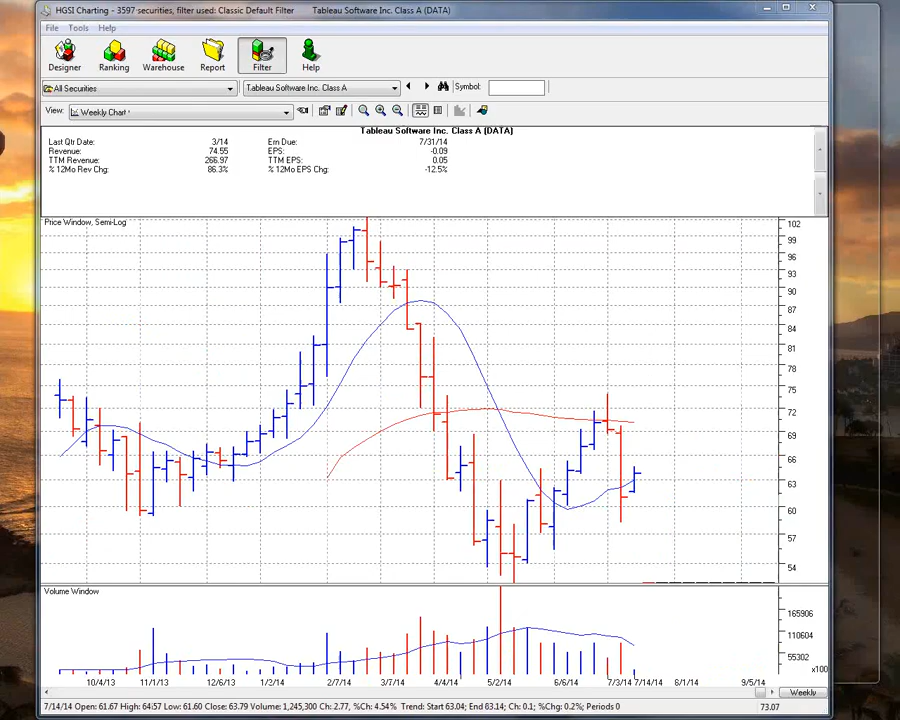 HGSI Charting - 3597 securities, filter used: Classic Default Filter Tableau Software Inc. Class A (DATA)
File Tools Help
Designer Ranking Warehouse Report Filter Help
All Securities Tableau Software Inc. Class A Symbol:
View: Weekly Chart
Tableau Software Inc. Class A (DATA)
Last Qtr Date: 3/14 Ern Due: 7/31/14
Revenue: 74.55 EPS: -0.09
TTM Revenue: 266.97 TTM EPS: 0.05
% 12Mo Rev Chg: 86.3% % 12Mo EPS Chg: -12.5%
Price Window, Semi-Log
102
99
96
93
90
87
84
81
78
75
72
69
66
63
60
57
54
Volume Window
165906
110604
55302
x100
10/4/13 11/1/13 12/6/13 1/2/14 2/7/14 3/7/14 4/4/14 5/2/14 6/6/14 7/3/14 7/14/14 8/1/14 9/5/14
Weekly
7/14/14 Open: 61.67 High: 64.57 Low: 61.60 Close: 63.79 Volume: 1,245,300 Ch: 2.77, %Ch: 4.54% Trend: Start 63.04; End 63.14; Ch: 0.1; %Chg: 0.2%; Periods 0 73.07